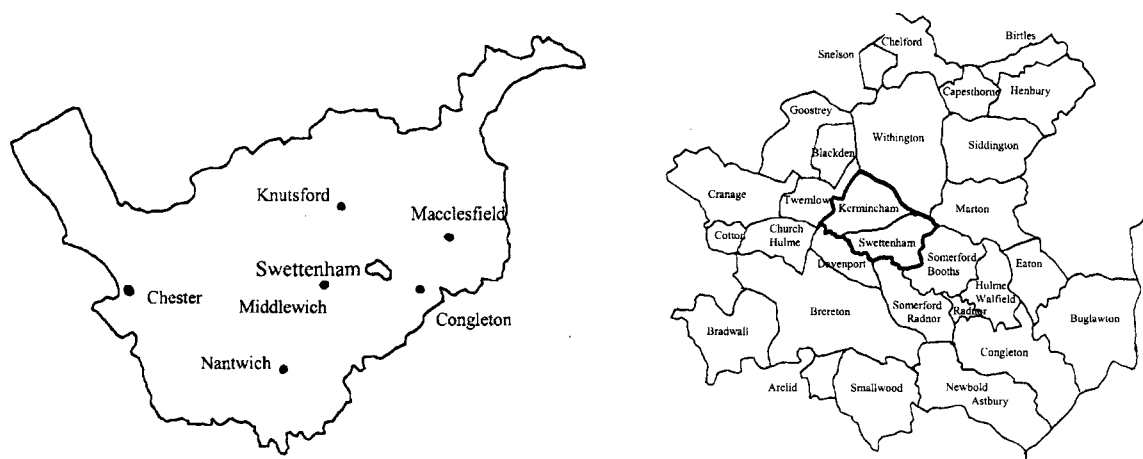 Knutsford
Macclesfield
Swettenham
Chester
Middlewich
Congleton
Nantwich
Birtles
Chelford
Snelson
Capesthorne
Henbury
Goostrey
Withington
Siddington
Blackden
Cranage
Twemlow
Kermincham
Marton
Church
Hulme
Cotton
Swettenham
Davenport
Somerford
Booths
Eaton
Hulme
Walfield
Somerford
Radnor
Radnor
Brereton
Buglawton
Bradwall
Congleton
Arclid
Smallwood
Newbold
Astbury